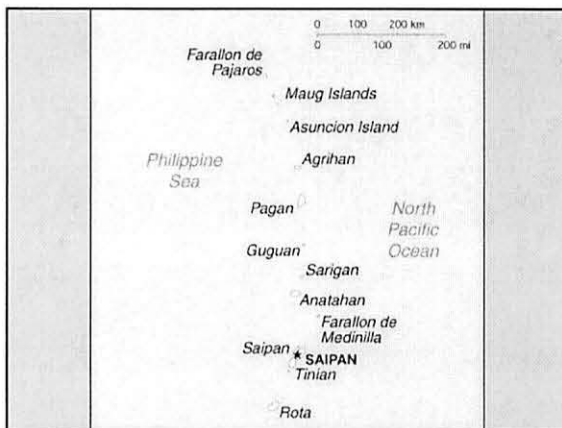 0 100 200 km
0 100 200 mi
Farallon de
Pajaros
Maug Islands
Asuncion Island
Agrihan
Philippine
Sea
Pagan
North
Pacific
Ocean
Guguan
Sarigan
Anatahan
Farallon de
Medinilla
Saipan
SAIPAN
Tinian
Rota